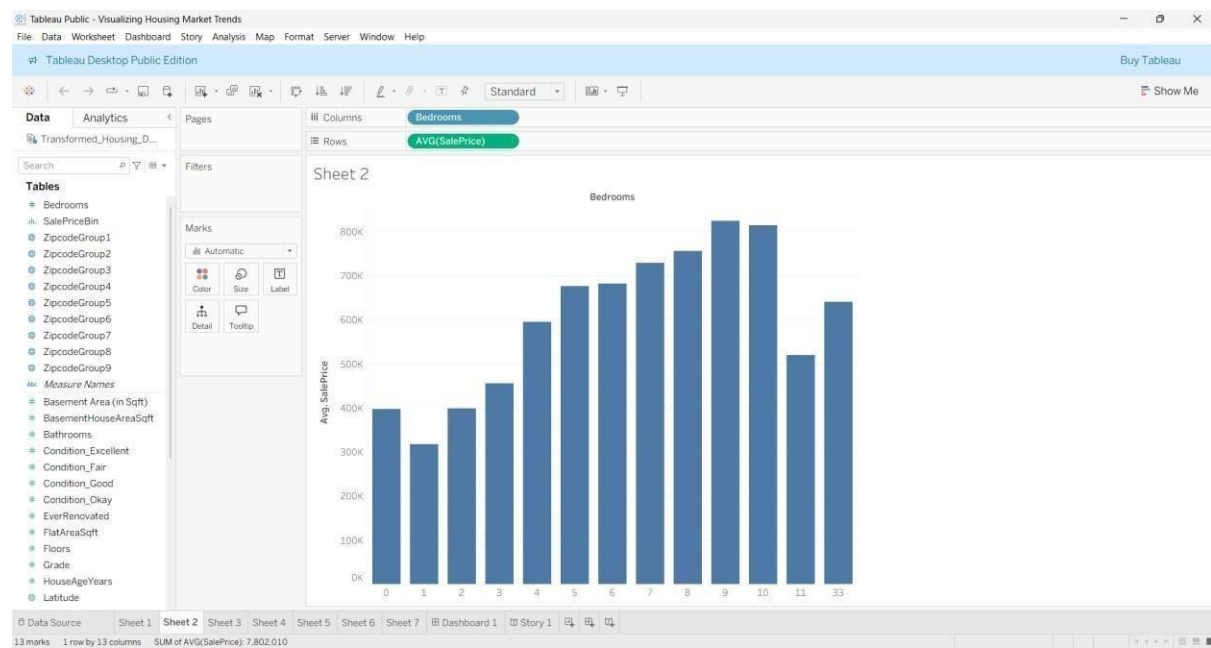 Tableau Public - Visualizing Housing Market Trends
File Data Worksheet Dashboard Story Analysis Map Format Server Window Help
Tableau Desktop Public Edition Buy Tableau
Standard Show Me
Data Analytics
Transformed_Housing_D...
Search
Tables
Bedrooms
SalePriceBin
ZipcodeGroup1
ZipcodeGroup2
ZipcodeGroup3
ZipcodeGroup4
ZipcodeGroup5
ZipcodeGroup6
ZipcodeGroup7
ZipcodeGroup8
ZipcodeGroup9
Abc Measure Names
Basement Area (in Sqft)
BasementHouseAreaSqft
Bathrooms
Condition_Excellent
Condition_Fair
Condition_Good
Condition_Okay
EverRenovated
FlatAreaSqft
Floors
Grade
HouseAgeYears
Latitude
Pages
Filters
Marks
Automatic
Color Size Label
Detail Tooltip
Columns Bedrooms
Rows AVG(SalePrice)
Sheet 2
Bedrooms
Avg. SalePrice
800K
700K
600K
500K
400K
300K
200K
100K
0K
0 1 2 3 4 5 6 7 8 9 10 11 33
Data Source Sheet 1 Sheet 2 Sheet 3 Sheet 4 Sheet 5 Sheet 6 Sheet 7 Dashboard 1 Story 1
13 marks 1 row by 13 columns SUM of AVG(SalePrice): 7,802,010